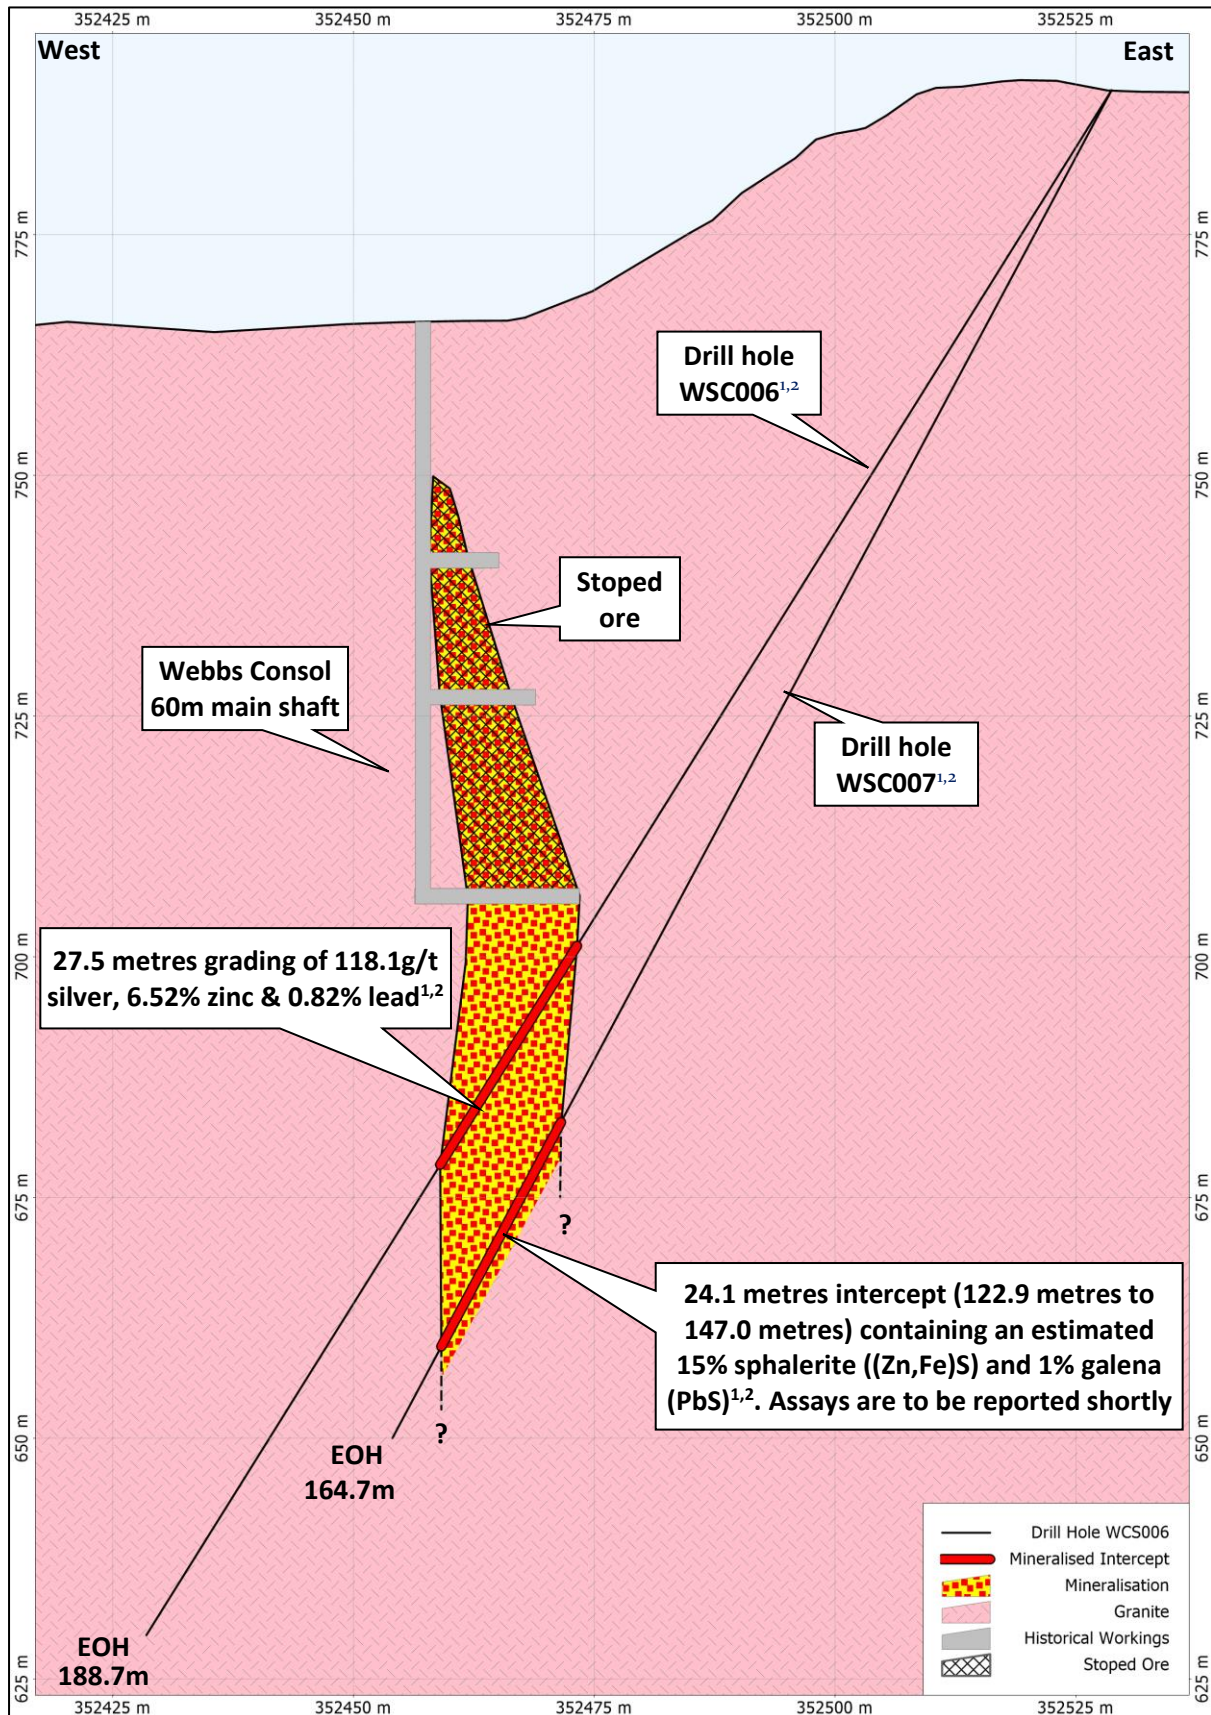 352425 m
352450 m
352475 m
352500 m
352525 m
West
East
775 m
775 m
Drill hole
WSC006¹,²
750 m
750 m
Stoped
ore
Webbs Consol
60m main shaft
725 m
725 m
Drill hole
WSC007¹,²
700 m
700 m
27.5 metres grading of 118.1g/t
silver, 6.52% zinc & 0.82% lead¹,²
675 m
675 m
?
24.1 metres intercept (122.9 metres to
147.0 metres) containing an estimated
15% sphalerite ((Zn,Fe)S) and 1% galena
(PbS)¹,². Assays are to be reported shortly
?
650 m
650 m
EOH
164.7m
Drill Hole WCS006
Mineralised Intercept
Mineralisation
Granite
Historical Workings
Stoped Ore
EOH
188.7m
625 m
625 m
352425 m
352450 m
352475 m
352500 m
352525 m